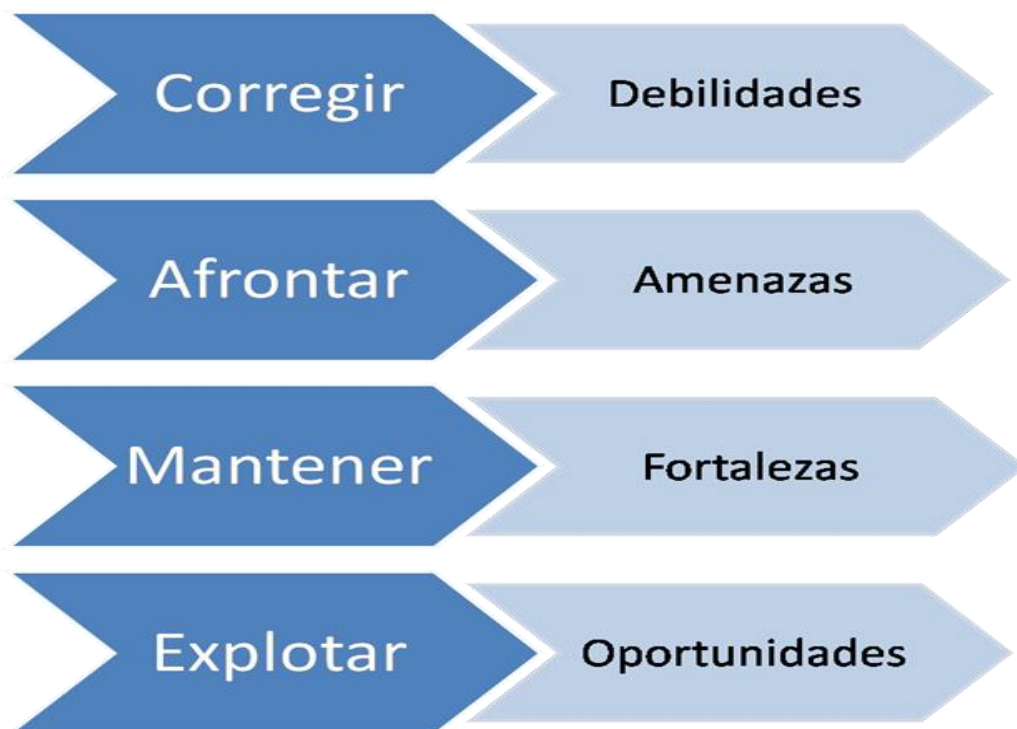 Corregir Debilidades
Afrontar Amenazas
Mantener Fortalezas
Explotar Oportunidades